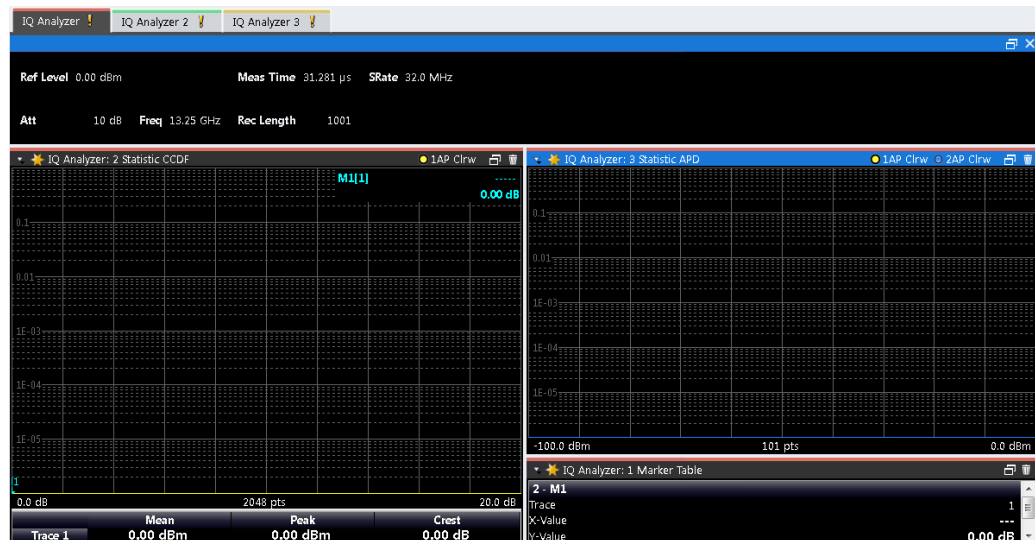 IQ Analyzer ! IQ Analyzer 2 ! IQ Analyzer 3 !
Ref Level 0.00 dBm Meas Time 31.281 µs SRate 32.0 MHz
Att 10 dB Freq 13.25 GHz Rec Length 1001
IQ Analyzer: 2 Statistic CCDF 1AP Clrw
M1[1] -----
0.00 dB
0.1
0.01
1E-03
1E-04
1E-05
1
0.0 dB 2048 pts 20.0 dB
Mean Peak Crest
Trace 1 0.00 dBm 0.00 dBm 0.00 dB
IQ Analyzer: 3 Statistic APD 1AP Clrw 2AP Clrw
0.1
0.01
1E-03
1E-04
1E-05
-100.0 dBm 101 pts 0.0 dBm
IQ Analyzer: 1 Marker Table
2 - M1
Trace 1
X-Value ---
Y-Value 0.00 dB